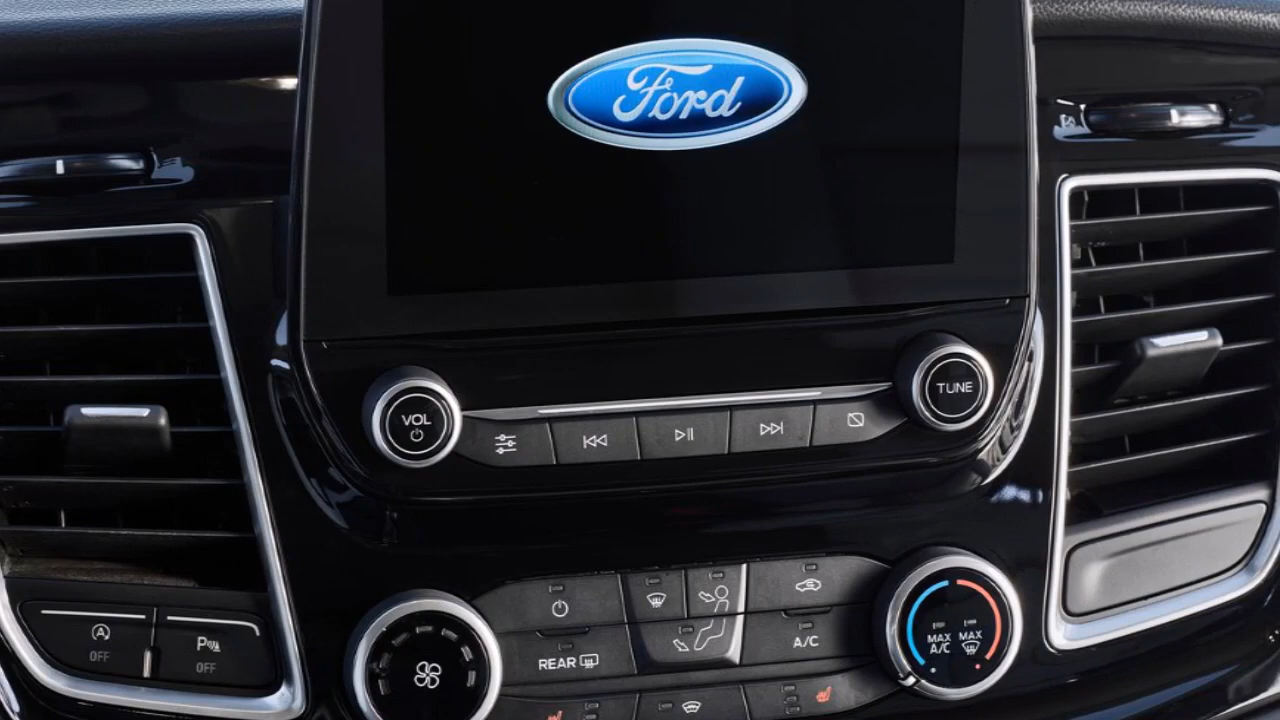 Ford
VOL
TUNE
OFF
P OFF
REAR
A/C
MAX A/C
MAX